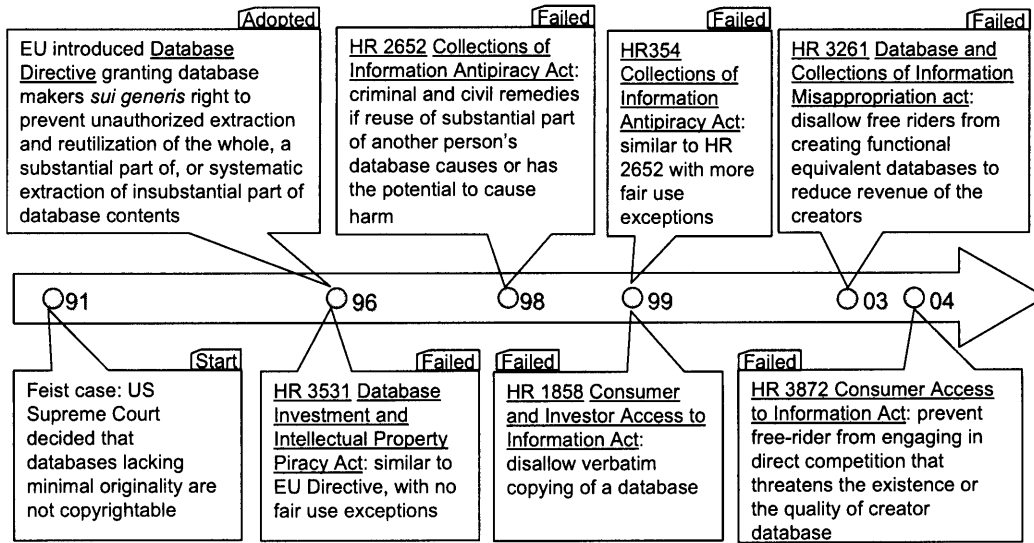 Adopted
EU introduced Database
Directive granting database
makers sui generis right to
prevent unauthorized extraction
and reutilization of the whole, a
substantial part of, or systematic
extraction of insubstantial part of
database contents
Failed
HR 2652 Collections of
Information Antipiracy Act:
criminal and civil remedies
if reuse of substantial part
of another person's
database causes or has
the potential to cause
harm
Failed
HR354
Collections of
Information
Antipiracy Act:
similar to HR
2652 with more
fair use
exceptions
Failed
HR 3261 Database and
Collections of Information
Misappropriation act:
disallow free riders from
creating functional
equivalent databases to
reduce revenue of the
creators
91
96
98
99
03
04
Start
Feist case: US
Supreme Court
decided that
databases lacking
minimal originality are
not copyrightable
Failed
HR 3531 Database
Investment and
Intellectual Property
Piracy Act: similar to
EU Directive, with no
fair use exceptions
Failed
HR 1858 Consumer
and Investor Access to
Information Act:
disallow verbatim
copying of a database
Failed
HR 3872 Consumer Access
to Information Act: prevent
free-rider from engaging in
direct competition that
threatens the existence or
the quality of creator
database